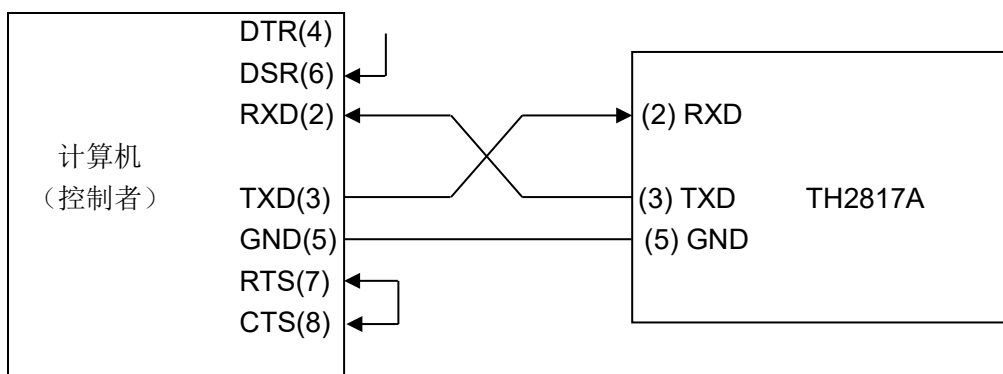 DTR(4)
DSR(6)
RXD(2)
(2) RXD
计算机
（控制者）
TXD(3)
(3) TXD
TH2817A
GND(5)
(5) GND
RTS(7)
CTS(8)